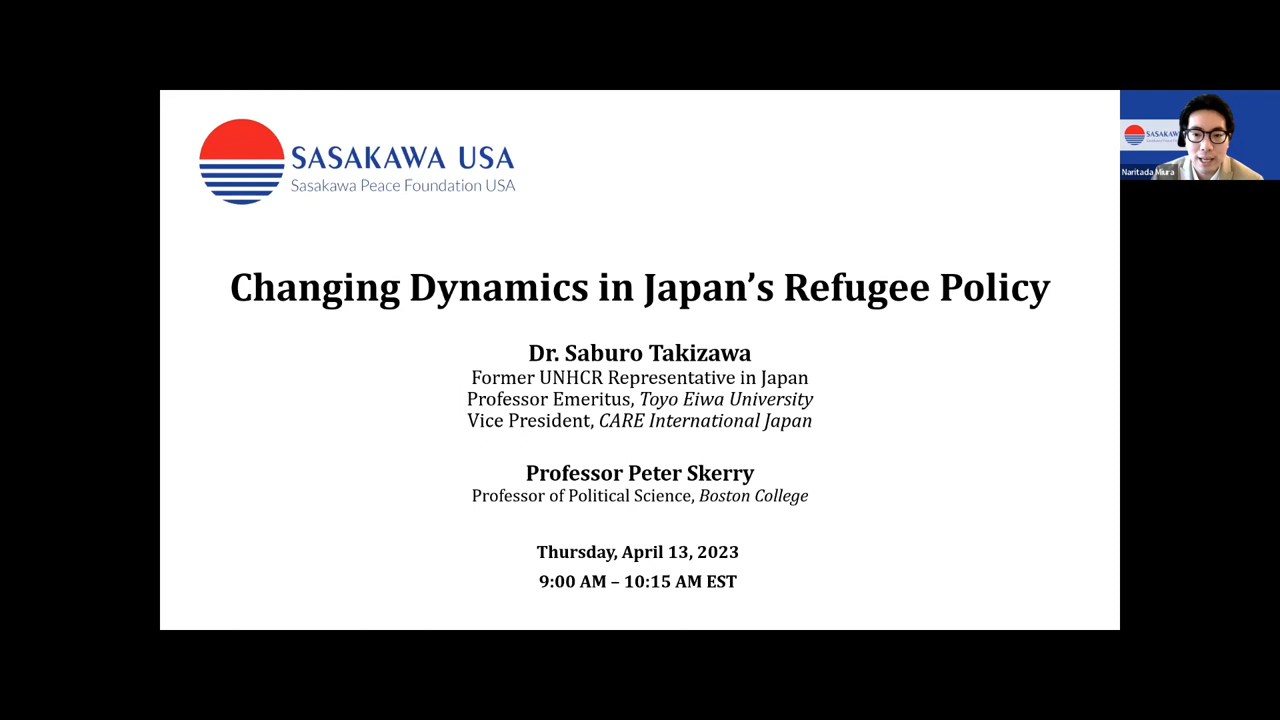 SASAKAWA USA
Sasakawa Peace Foundation USA
Changing Dynamics in Japan's Refugee Policy
Dr. Saburo Takizawa
Former UNHCR Representative in Japan
Professor Emeritus, Toyo Eiwa University
Vice President, CARE International Japan
Professor Peter Skerry
Professor of Political Science, Boston College
Thursday, April 13, 2023
9:00 AM – 10:15 AM EST
SASAKAW
Naritada Miura